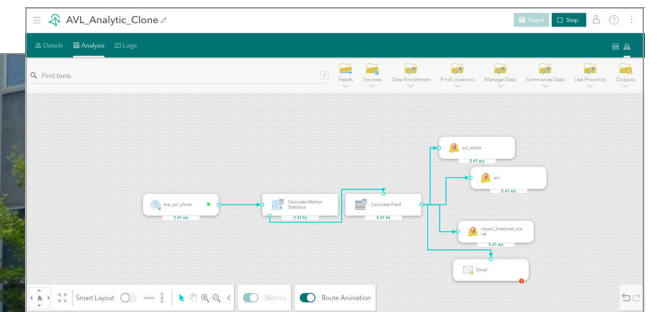 AVL_Analytic_Clone
Saved
Stop
Details
Analysis
Logs
Find tools
Feeds
Sources
Data Enrichment
Find Locations
Manage Data
Summarize Data
Use Proximity
Outputs
avl_clone
0.41 e/s
avl
0.41 e/s
mp_avl_clone
0.41 e/s
Calculate Motion
Statistics
0.41 f/s
Calculate Field
0.41 f/s
0.41 e/s
Email
Smart Layout
Metrics
Route Animation